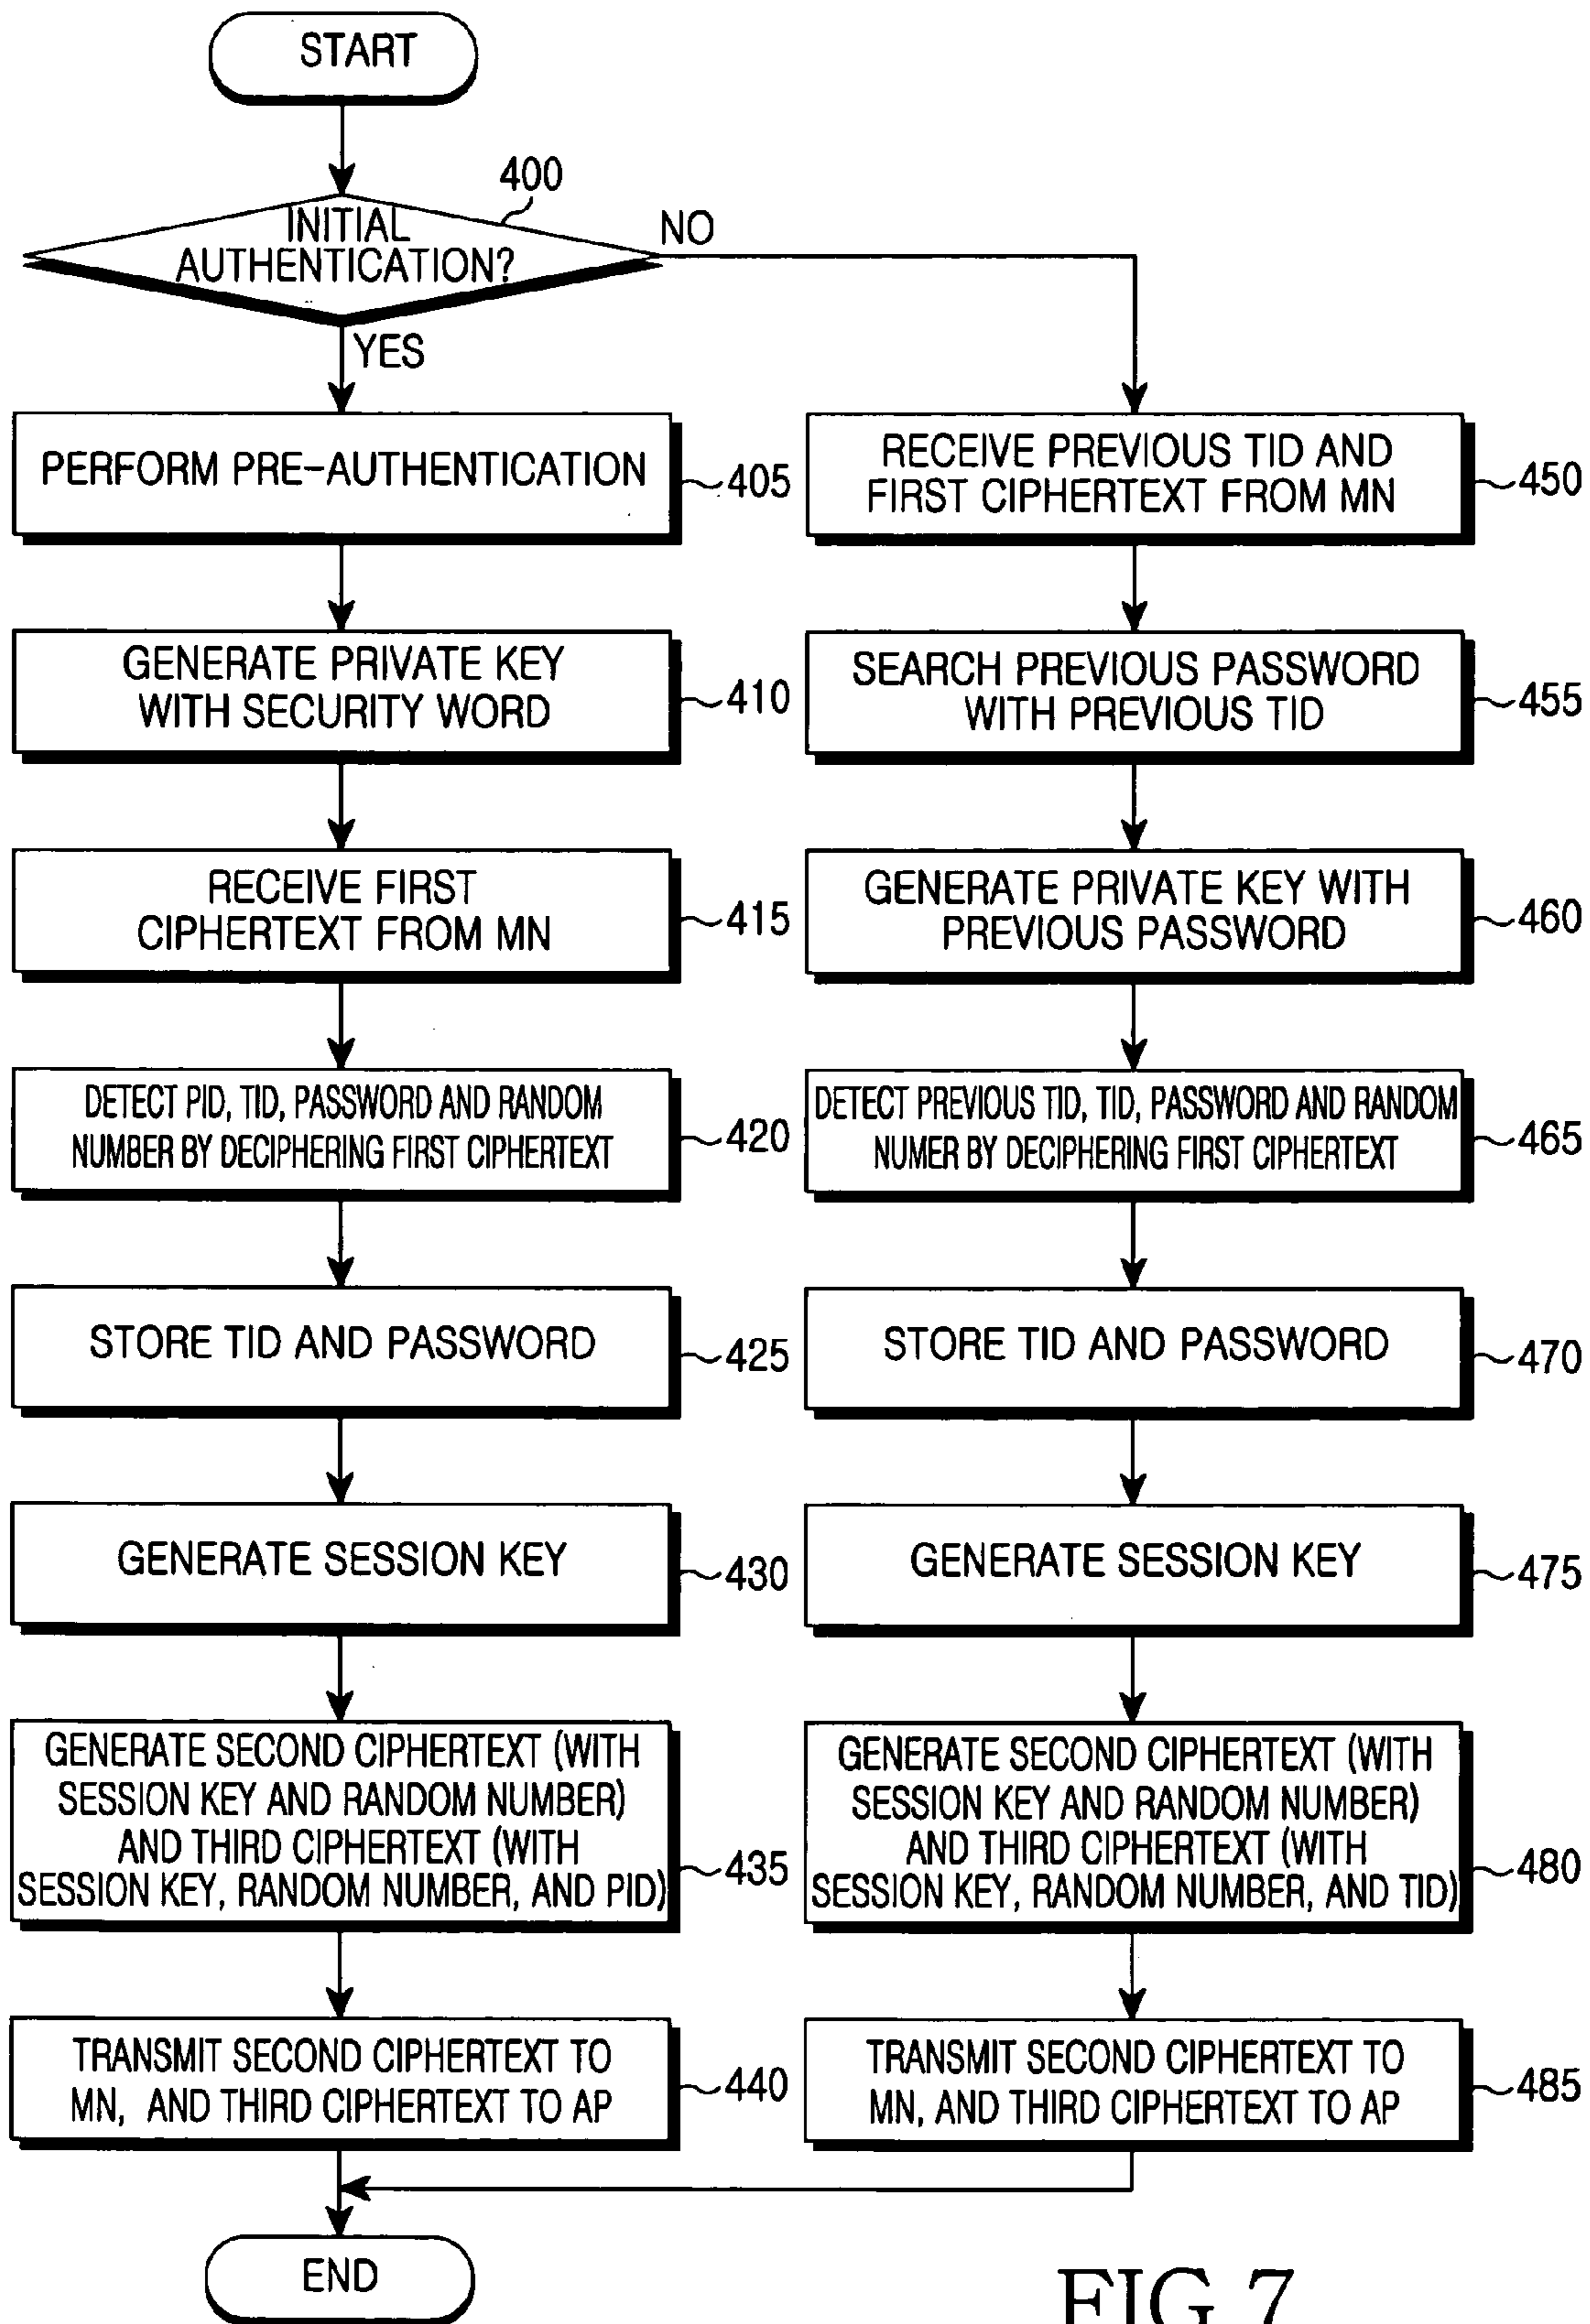 START
400
INITIAL
AUTHENTICATION?
NO
YES
PERFORM PRE-AUTHENTICATION
405
GENERATE PRIVATE KEY
WITH SECURITY WORD
410
RECEIVE FIRST
CIPHERTEXT FROM MN
415
DETECT PID, TID, PASSWORD AND RANDOM
NUMBER BY DECIPHERING FIRST CIPHERTEXT
420
STORE TID AND PASSWORD
425
GENERATE SESSION KEY
430
GENERATE SECOND CIPHERTEXT (WITH
SESSION KEY AND RANDOM NUMBER)
AND THIRD CIPHERTEXT (WITH
SESSION KEY, RANDOM NUMBER, AND PID)
435
TRANSMIT SECOND CIPHERTEXT TO
MN, AND THIRD CIPHERTEXT TO AP
440
RECEIVE PREVIOUS TID AND
FIRST CIPHERTEXT FROM MN
450
SEARCH PREVIOUS PASSWORD
WITH PREVIOUS TID
455
GENERATE PRIVATE KEY WITH
PREVIOUS PASSWORD
460
DETECT PREVIOUS TID, TID, PASSWORD AND RANDOM
NUMER BY DECIPHERING FIRST CIPHERTEXT
465
STORE TID AND PASSWORD
470
GENERATE SESSION KEY
475
GENERATE SECOND CIPHERTEXT (WITH
SESSION KEY AND RANDOM NUMBER)
AND THIRD CIPHERTEXT (WITH
SESSION KEY, RANDOM NUMBER, AND TID)
480
TRANSMIT SECOND CIPHERTEXT TO
MN, AND THIRD CIPHERTEXT TO AP
485
END
FIG.7